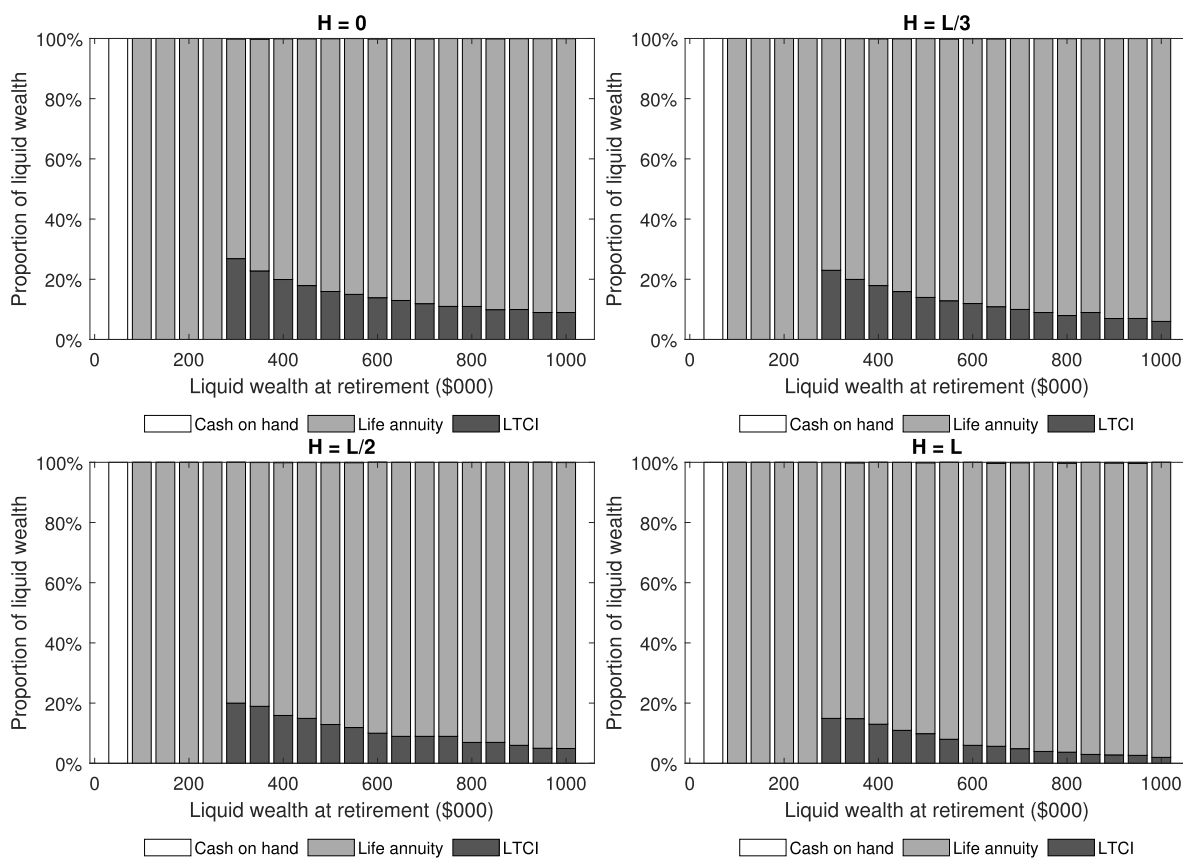 H = 0
100%
80%
60%
40%
20%
0%
Proportion of liquid wealth
0 200 400 600 800 1000
Liquid wealth at retirement ($000)
Cash on hand Life annuity LTCI
H = L/3
100%
80%
60%
40%
20%
0%
Proportion of liquid wealth
0 200 400 600 800 1000
Liquid wealth at retirement ($000)
Cash on hand Life annuity LTCI
H = L/2
100%
80%
60%
40%
20%
0%
Proportion of liquid wealth
0 200 400 600 800 1000
Liquid wealth at retirement ($000)
Cash on hand Life annuity LTCI
H = L
100%
80%
60%
40%
20%
0%
Proportion of liquid wealth
0 200 400 600 800 1000
Liquid wealth at retirement ($000)
Cash on hand Life annuity LTCI